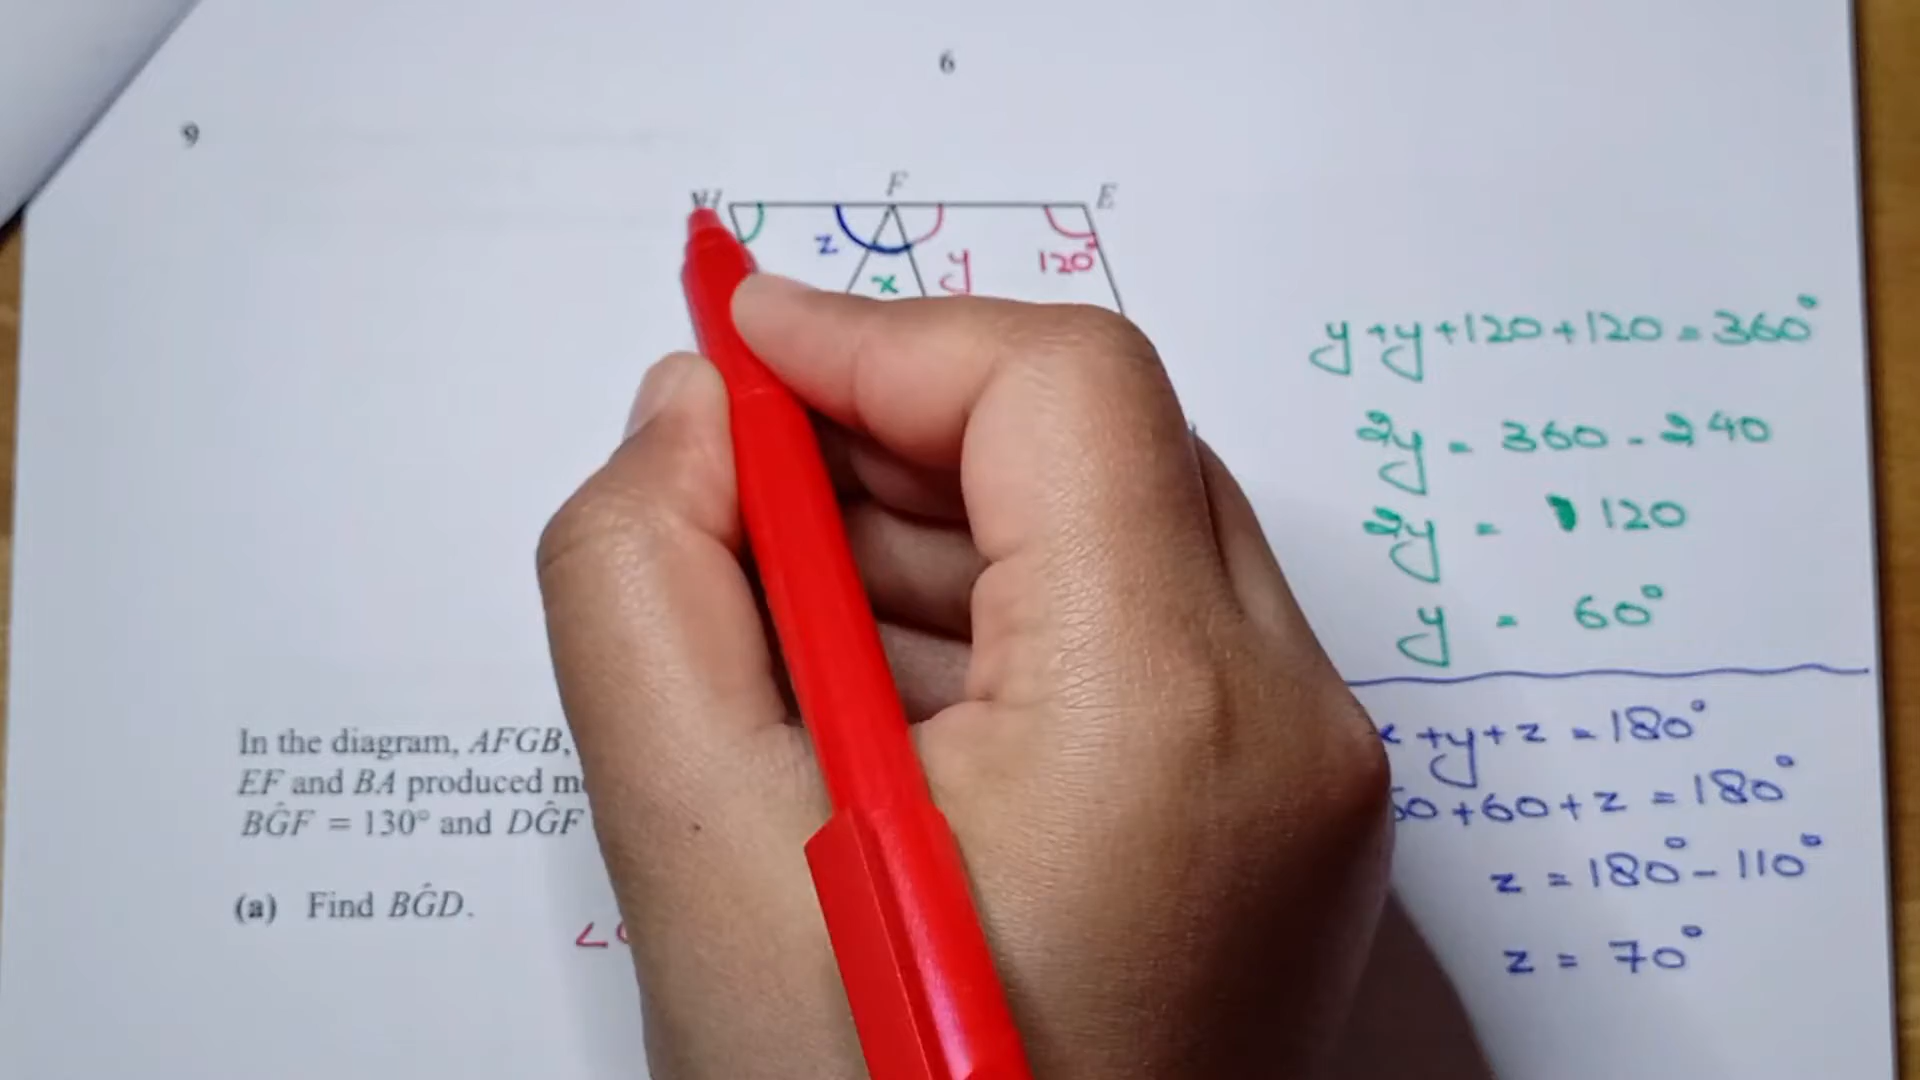 6
9
F
E
z
x
y
120°
y+y+120+120=360°
2y = 360-240
2y = 120
y = 60°
+y+z=180°
+60+z=180°
z=180°-110°
z = 70°
In the diagram, AFGB,
EF and BA produced
BĜF = 130° and DĜF
(a) Find BĜD.
∠